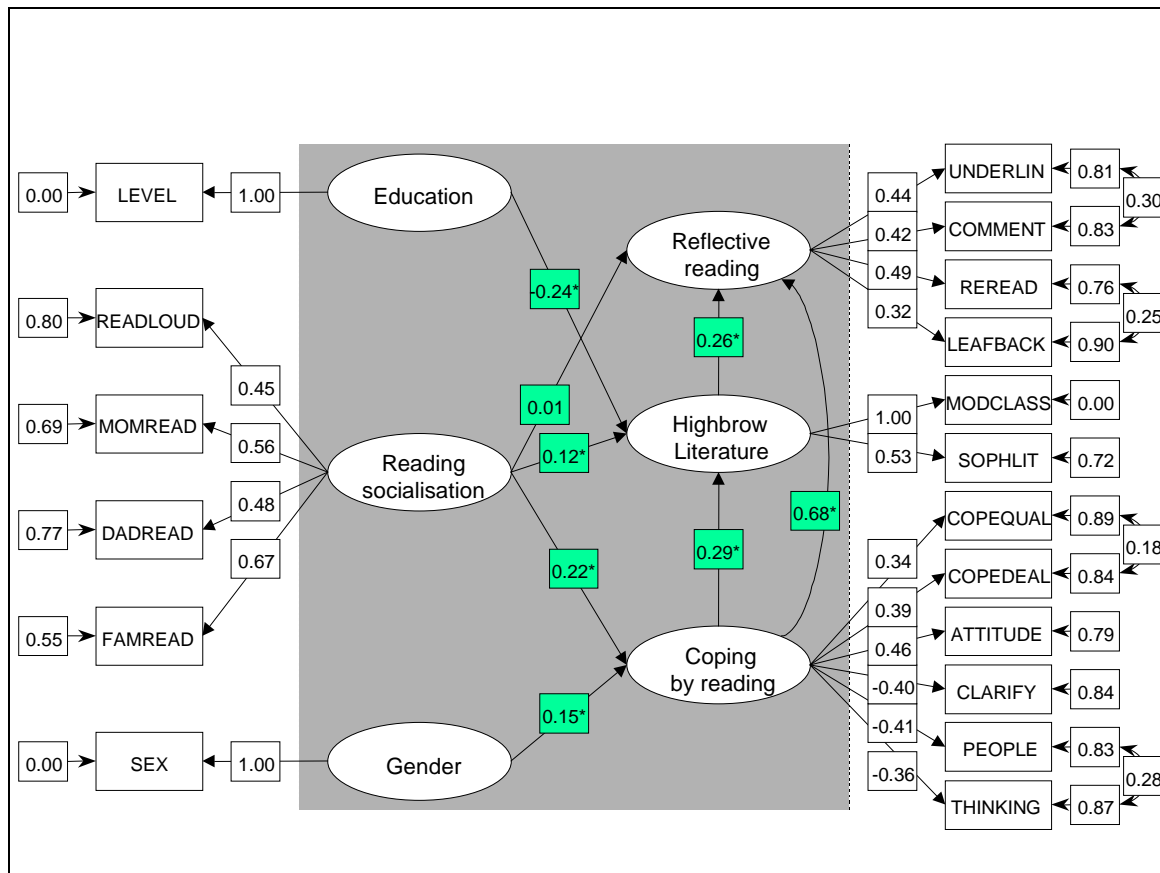 0.00
LEVEL
1.00
Education
0.80
READLOUD
0.45
0.69
MOMREAD
0.56
0.77
DADREAD
0.48
0.55
FAMREAD
0.67
Reading
socialisation
0.00
SEX
1.00
Gender
-0.24*
0.01
0.12*
0.22*
0.15*
Reflective
reading
0.26*
Highbrow
Literature
0.29*
0.68*
Coping
by reading
0.44
0.42
0.49
0.32
UNDERLIN
0.81
COMMENT
0.83
0.30
REREAD
0.76
LEAFBACK
0.90
0.25
1.00
0.53
MODCLASS
0.00
SOPHLIT
0.72
0.34
0.39
0.46
-0.40
-0.41
-0.36
COPEQUAL
0.89
COPEDEAL
0.84
0.18
ATTITUDE
0.79
CLARIFY
0.84
PEOPLE
0.83
THINKING
0.87
0.28